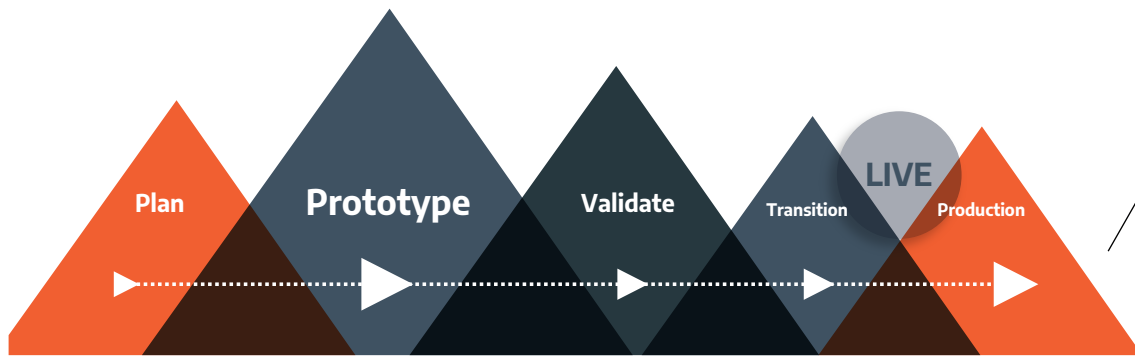 Plan
Prototype
Validate
Transition
LIVE
Production